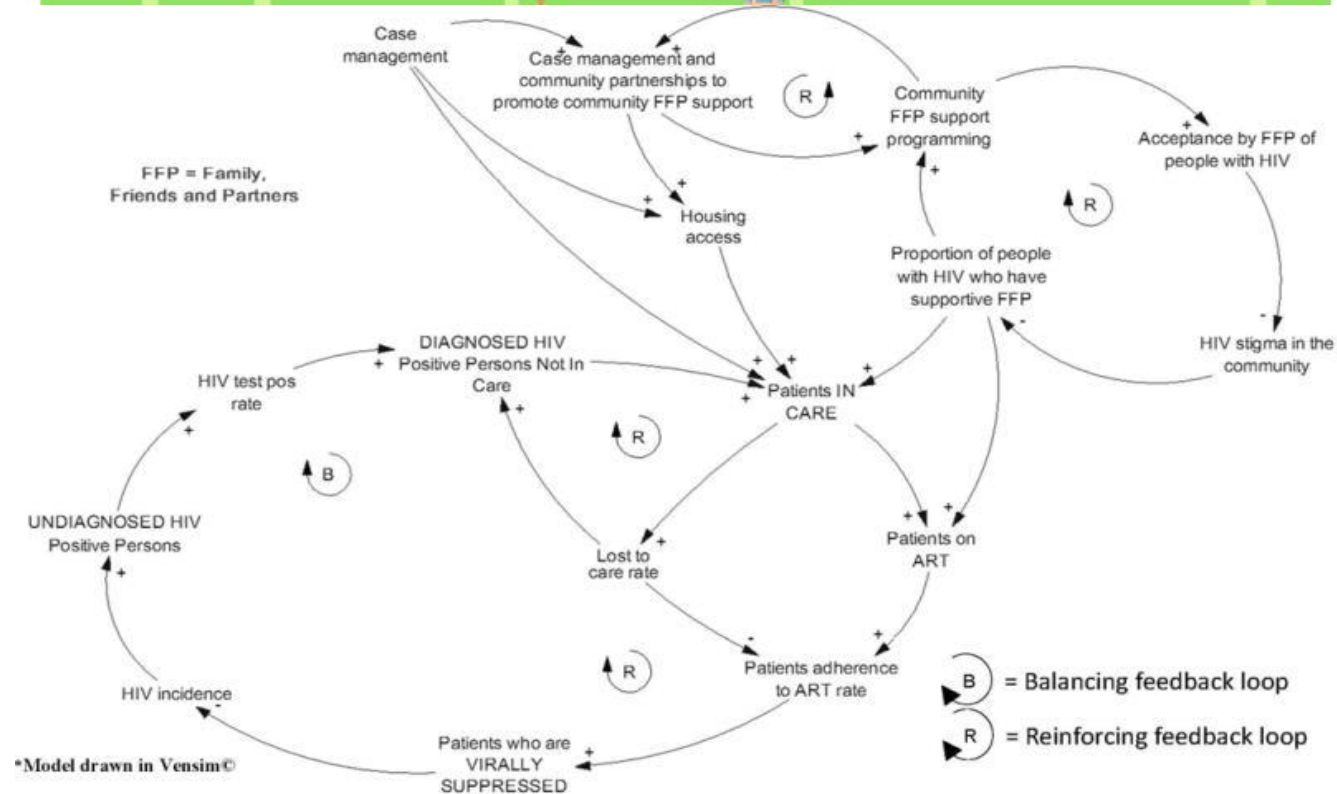 Case
management
Case management and
community partnerships to
promote community FFP support
R
Community
FFP support
programming
Acceptance by FFP of
people with HIV
FFP = Family,
Friends and Partners
R
Housing
access
Proportion of people
with HIV who have
supportive FFP
HIV stigma in the
community
DIAGNOSED HIV
Positive Persons Not In
Care
HIV test pos
rate
Patients IN
CARE
R
B
UNDIAGNOSED HIV
Positive Persons
Lost to
care rate
Patients on
ART
R
Patients adherence
to ART rate
HIV incidence
Patients who are
VIRALLY
SUPPRESSED
B = Balancing feedback loop
R = Reinforcing feedback loop
*Model drawn in Vensim©